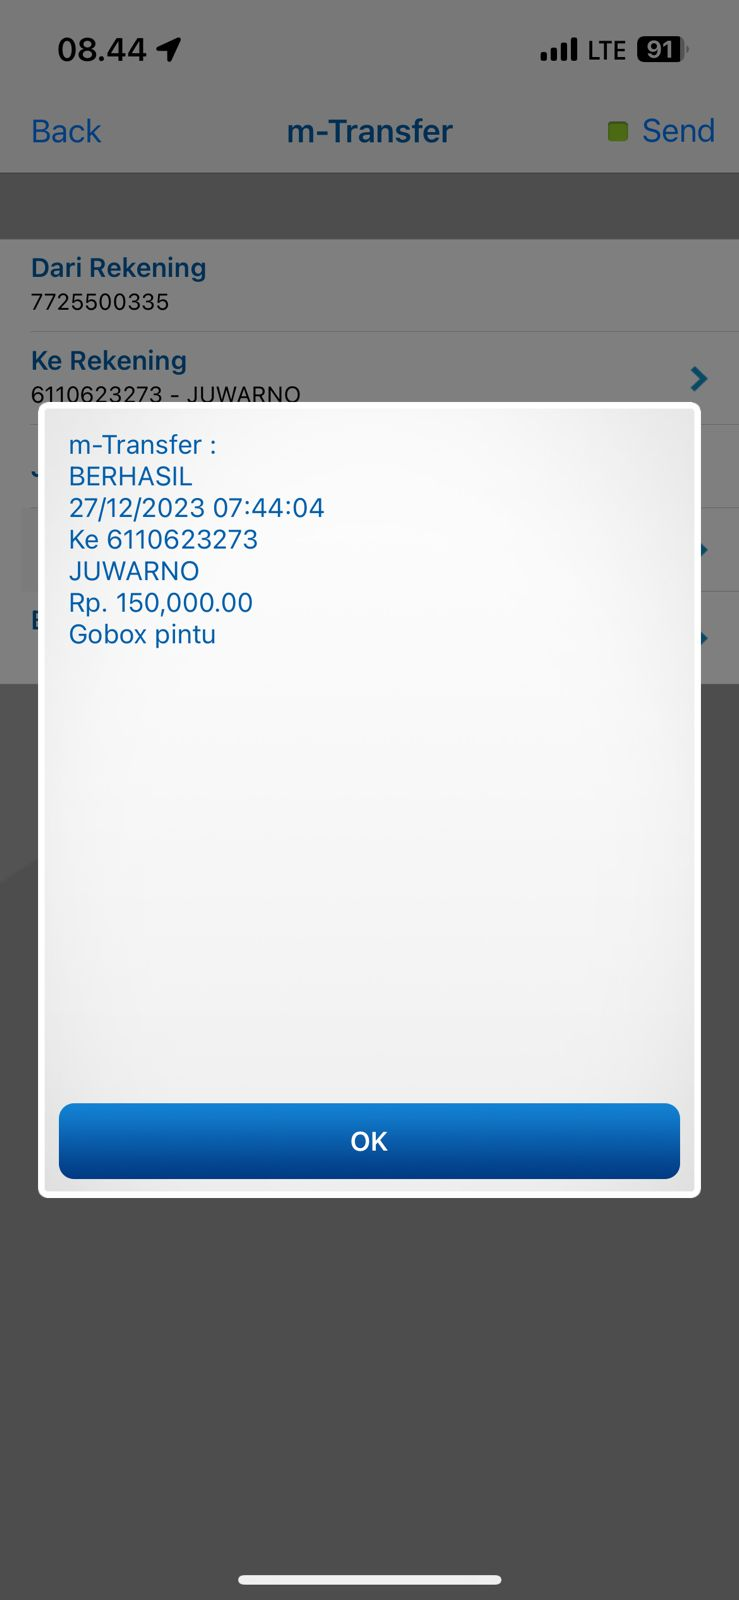 08.44
LTE 91
Back
m-Transfer
Send
Dari Rekening
7725500335
Ke Rekening
6110623273 - JUWARNO
m-Transfer :
BERHASIL
27/12/2023 07:44:04
Ke 6110623273
JUWARNO
Rp. 150,000.00
Gobox pintu
OK